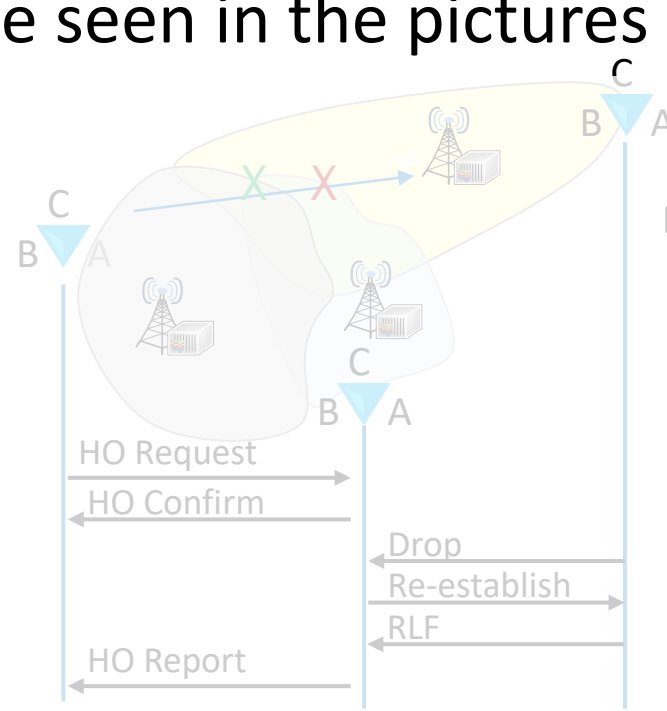 e seen in the pictures
C
B A
X X
C
B A
C
B A
HO Request
HO Confirm
Drop
Re-establish
RLF
HO Report